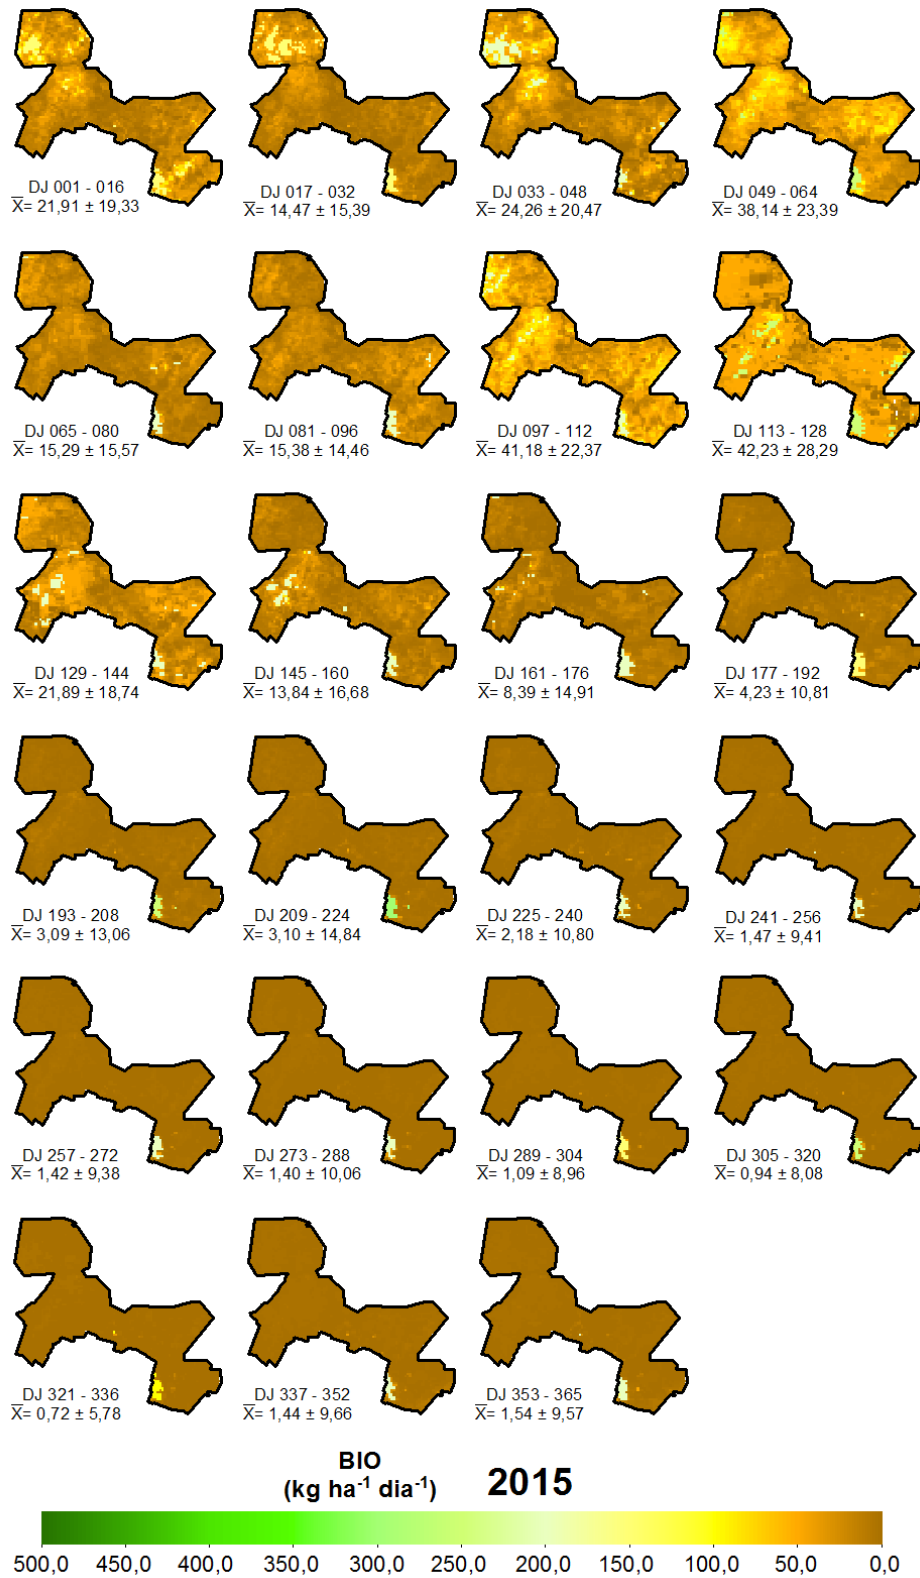 DJ 001 - 016 DJ 017 - 032 DJ 033 - 048 DJ 049 - 064
X̅= 21,91 ± 19,33 X̅= 14,47 ± 15,39 X̅= 24,26 ± 20,47 X̅= 38,14 ± 23,39
DJ 065 - 080 DJ 081 - 096 DJ 097 - 112 DJ 113 - 128
X̅= 15,29 ± 15,57 X̅= 15,38 ± 14,46 X̅= 41,18 ± 22,37 X̅= 42,23 ± 28,29
DJ 129 - 144 DJ 145 - 160 DJ 161 - 176 DJ 177 - 192
X̅= 21,89 ± 18,74 X̅= 13,84 ± 16,68 X̅= 8,39 ± 14,91 X̅= 4,23 ± 10,81
DJ 193 - 208 DJ 209 - 224 DJ 225 - 240 DJ 241 - 256
X̅= 3,09 ± 13,06 X̅= 3,10 ± 14,84 X̅= 2,18 ± 10,80 X̅= 1,47 ± 9,41
DJ 257 - 272 DJ 273 - 288 DJ 289 - 304 DJ 305 - 320
X̅= 1,42 ± 9,38 X̅= 1,40 ± 10,06 X̅= 1,09 ± 8,96 X̅= 0,94 ± 8,08
DJ 321 - 336 DJ 337 - 352 DJ 353 - 365
X̅= 0,72 ± 5,78 X̅= 1,44 ± 9,66 X̅= 1,54 ± 9,57
BIO
(kg ha⁻¹ dia⁻¹) 2015
500,0 450,0 400,0 350,0 300,0 250,0 200,0 150,0 100,0 50,0 0,0